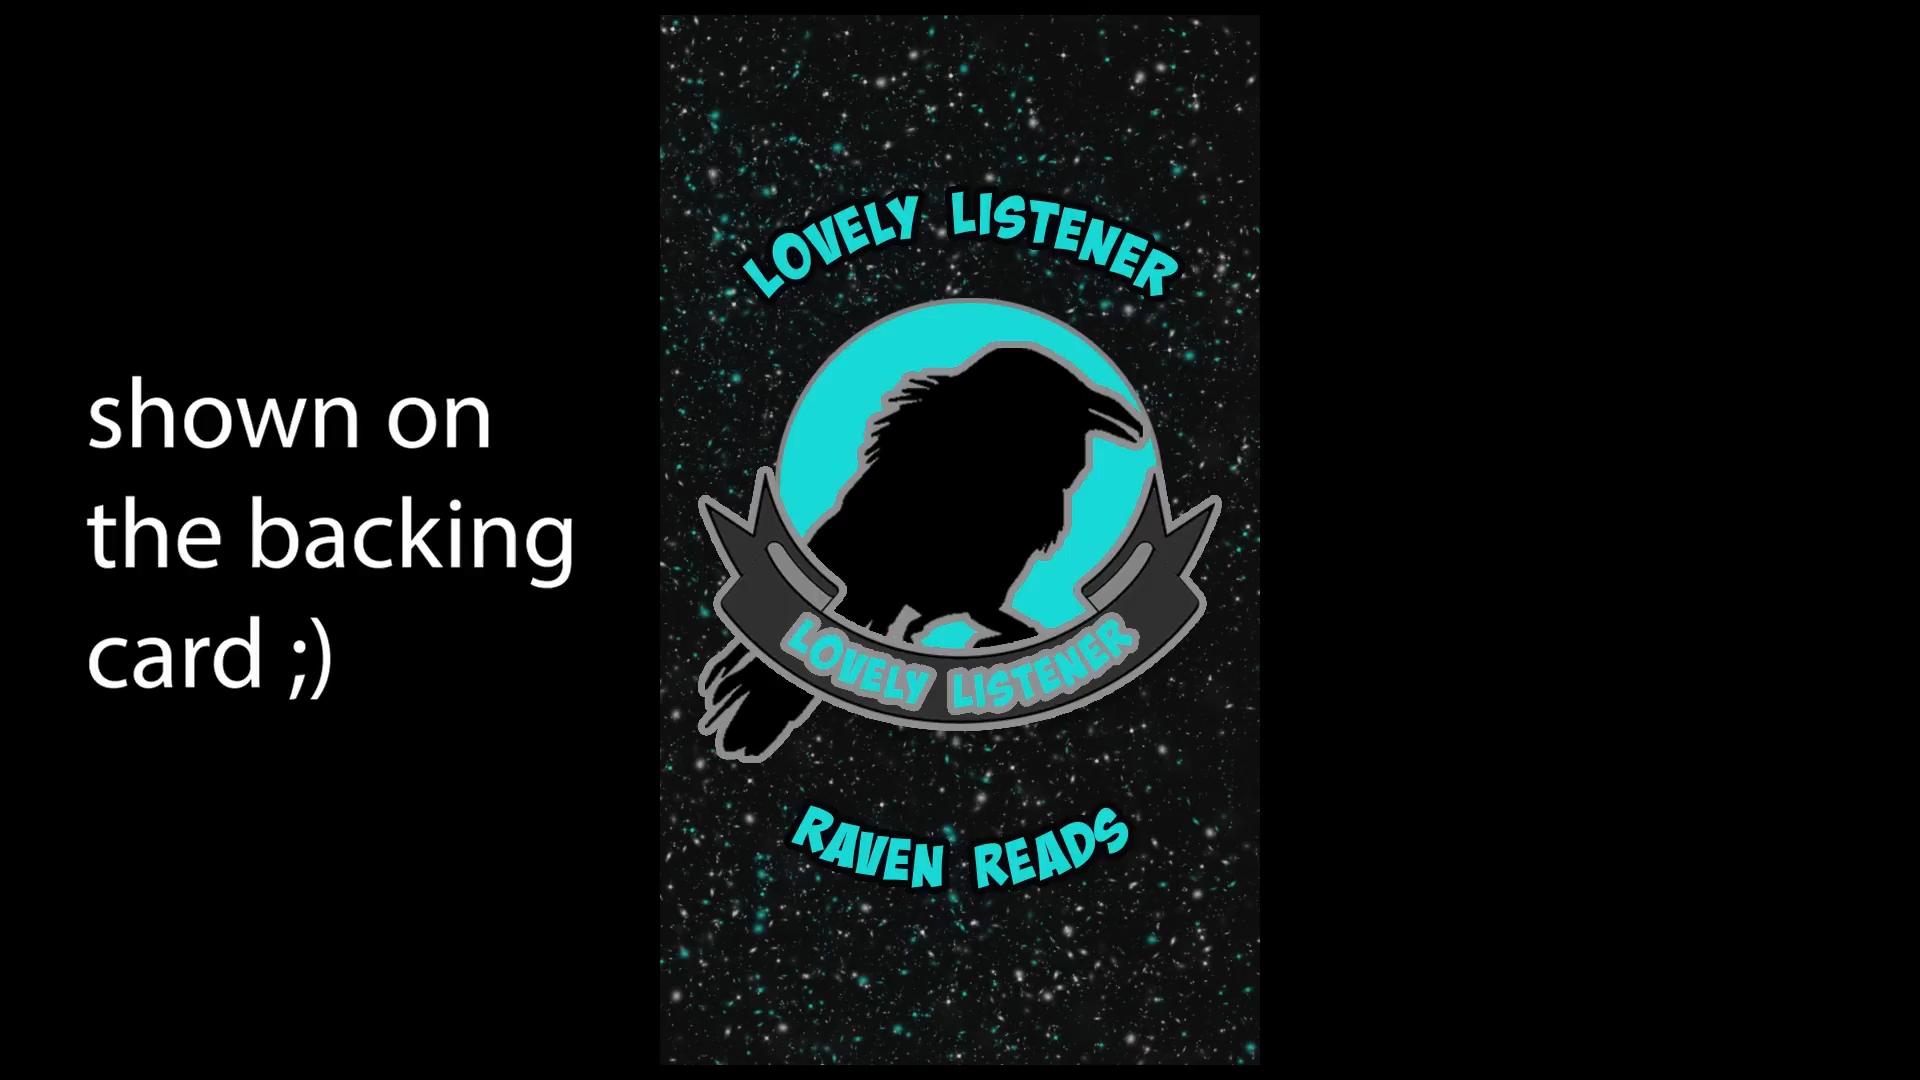 shown on
the backing
card ;)
LOVELY LISTENER
LOVELY LISTENER
RAVEN READS